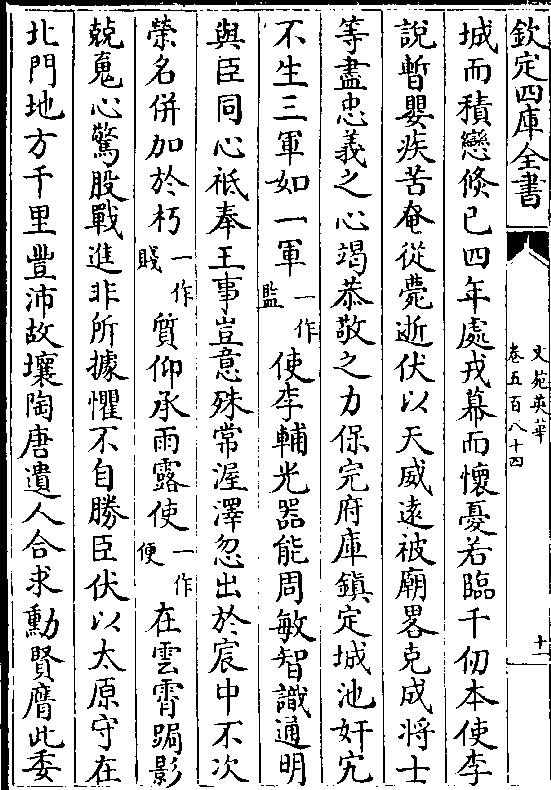 欽定四庫全書
文苑英華
卷五百八十四
十一
城而積戀倏已四年處戎幕而懷憂若臨千仞本使李
說暫嬰疾苦奄從薨逝伏以天威遠被廟畧克成将士
等盡忠義之心竭恭敬之力保完府庫鎮定城池奸宄
不生三軍如一軍一作監使李輔光器能周敏智識通明
與臣同心祗奉王事豈意殊常渥澤忽出於宸中不次
榮名併加於朽一作賤質仰承雨露使一作便在雲霄跼影
兢䰟心驚股戰進非所據懼不自勝臣伏以太原守在
北門地方千里豐沛故壤陶唐遺人合求勳賢膺此委